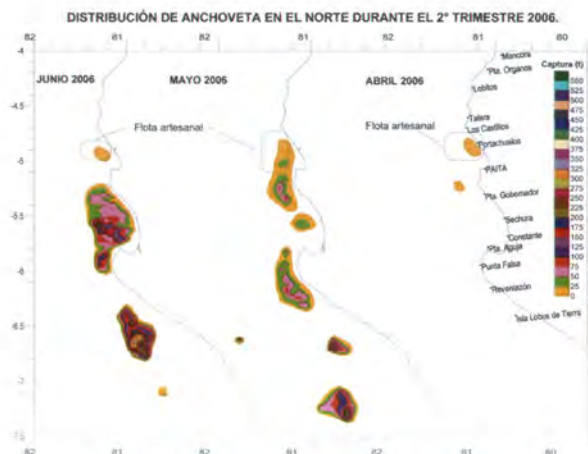 DISTRIBUCIÓN DE ANCHOVETA EN EL NORTE DURANTE EL 2° TRIMESTRE 2006.
82 81 82 81 82 81 80
-4
JUNIO 2006 MAYO 2006 ABRIL 2006
Mancora
Pta. Organos
Lobitos
Talara
Los Castillos
Portachuelos
PAITA
Pta. Gobernador
Sechura
Constante
Pta. Aguja
Punta Falsa
Reventazón
Isla Lobos de Tierra
Flota artesanal
Flota artesanal
Captura (t)
550
525
500
475
450
425
400
375
350
325
300
275
250
225
200
175
150
125
100
75
50
25
0
-4.5
-5
-5.5
-6
-6.5
-7
-7.5
82 81 82 81 82 81 80